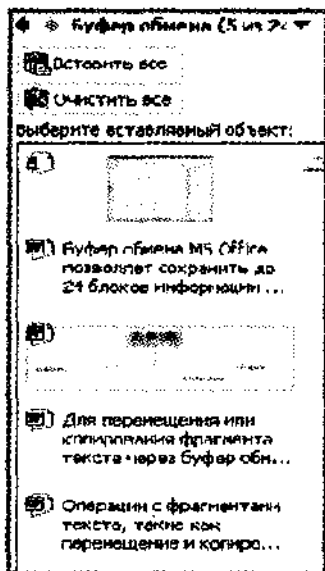 Буфер обмена (5 из 24
Вставить все
Очистить все
Выберите вставляемый объект:
Буфер обмена MS Office
позволяет сохранить до
24 блоков информации ...
Для перемещения или
копирования фрагмента
текста через буфер обм...
Операции с фрагментами
текста, такие как
перемещение и копиро...